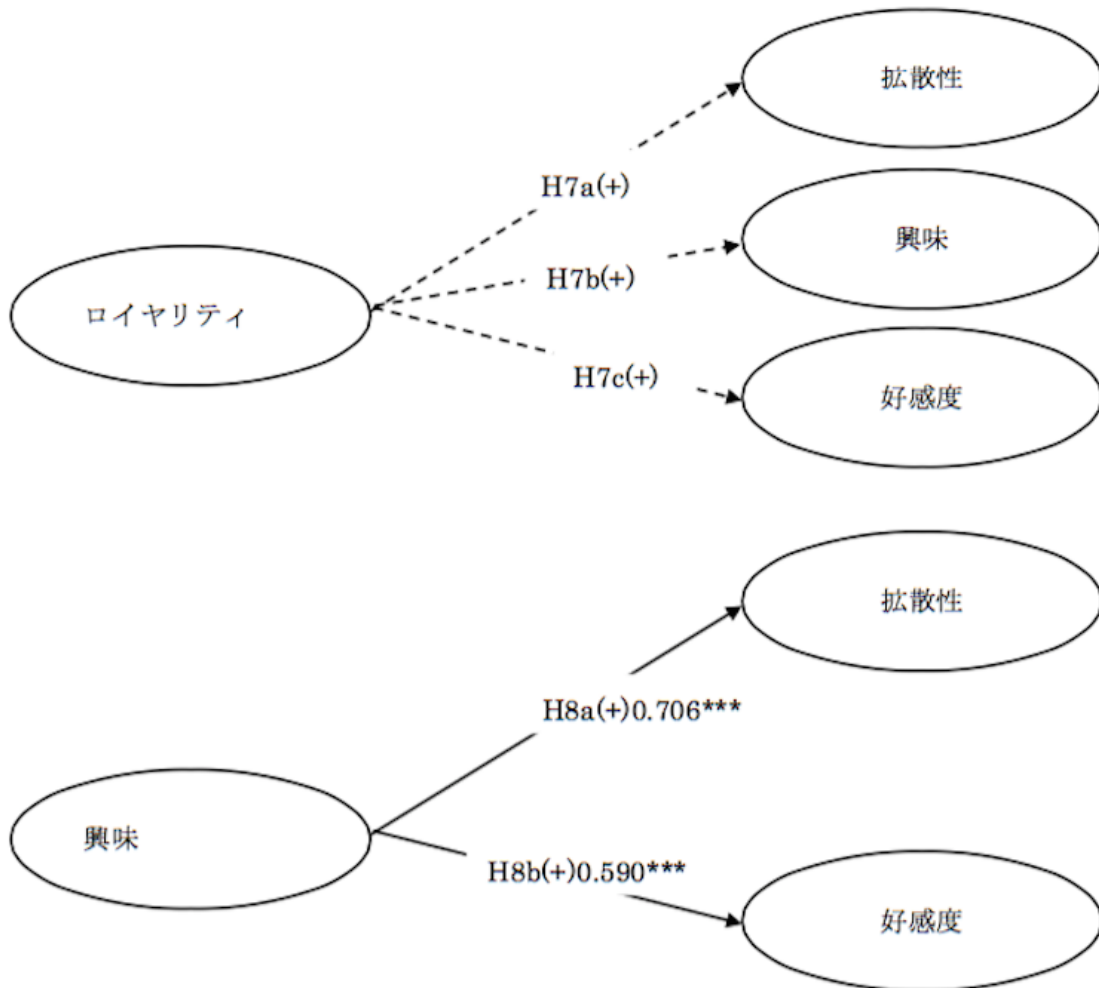 拡散性
H7a(+)
興味
H7b(+)
ロイヤリティ
H7c(+)
好感度
拡散性
H8a(+)0.706***
興味
H8b(+)0.590***
好感度